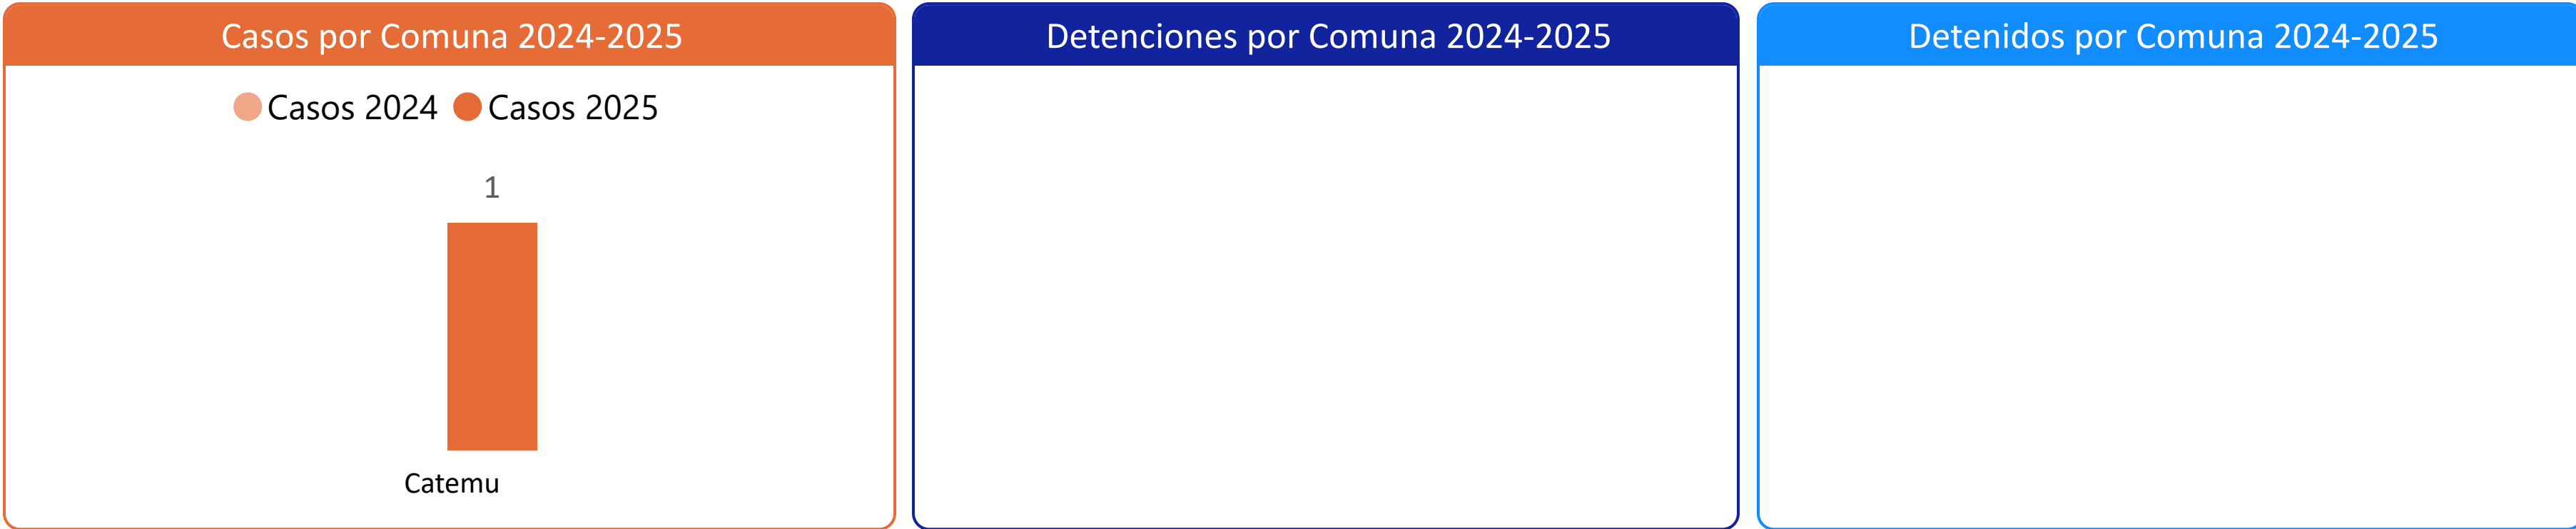 Casos por Comuna 2024-2025
Casos 2024 Casos 2025
1
Catemu
Detenciones por Comuna 2024-2025
Detenidos por Comuna 2024-2025